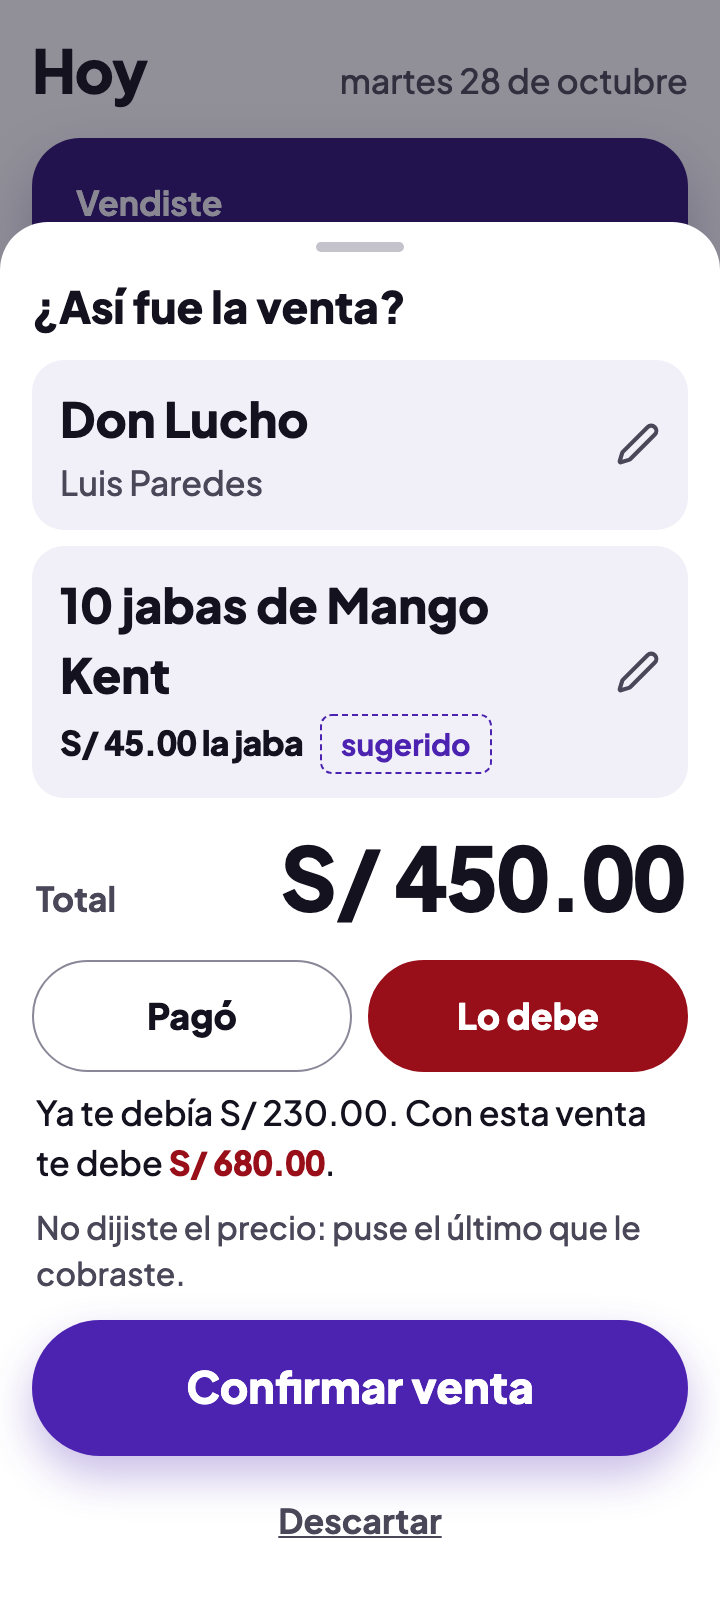 Hoy
martes 28 de octubre
Vendiste
¿Así fue la venta?
Don Lucho
Luis Paredes
10 jabas de Mango
Kent
S/ 45.00 la jaba
sugerido
Total
S/ 450.00
Pagó
Lo debe
Ya te debía S/ 230.00. Con esta venta
te debe S/ 680.00.
No dijiste el precio: puse el último que le
cobraste.
Confirmar venta
Descartar